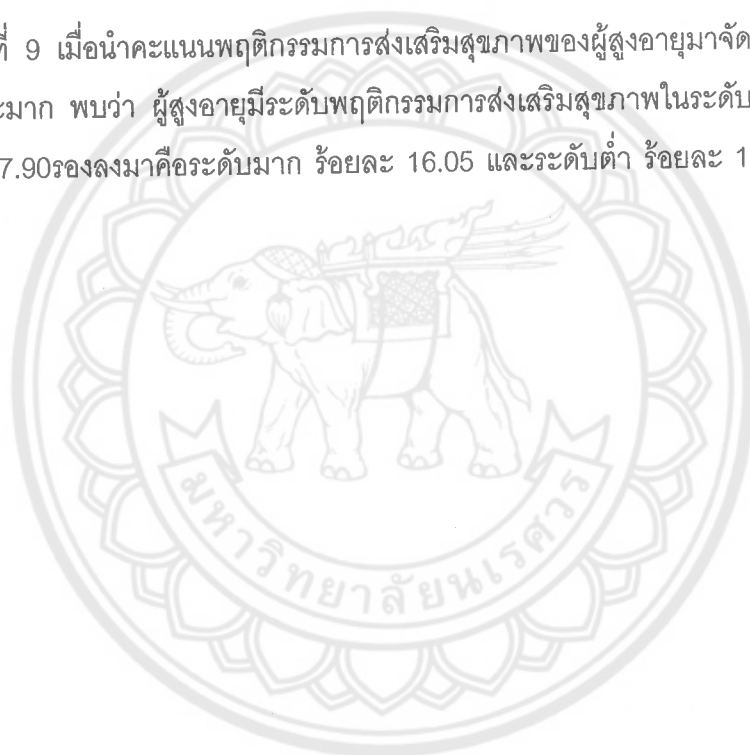 ที่ 9 เมื่อนำคะแนนพฤติกรรมการส่งเสริมสุขภาพของผู้สูงอายุมาจัด
ะมาก พบว่า ผู้สูงอายุมีระดับพฤติกรรมการส่งเสริมสุขภาพในระดับ
7.90รองลงมาคือระดับมาก ร้อยละ 16.05 และระดับต่ำ ร้อยละ 1
มหาวิทยาลัยนเรศวร